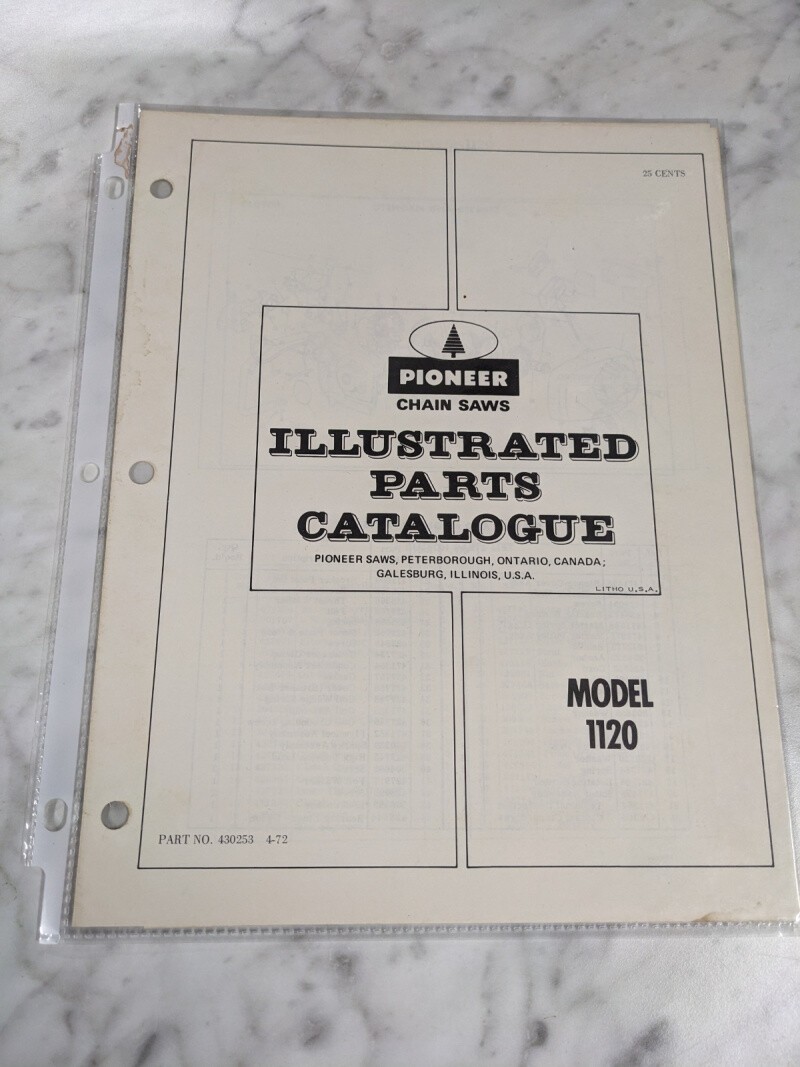 25 CENTS
PIONEER
CHAIN SAWS
ILLUSTRATED
PARTS
CATALOGUE
PIONEER SAWS, PETERBOROUGH, ONTARIO, CANADA;
GALESBURG, ILLINOIS, U.S.A.
LITHO U.S.A.
MODEL
1120
PART NO. 430253 4-72